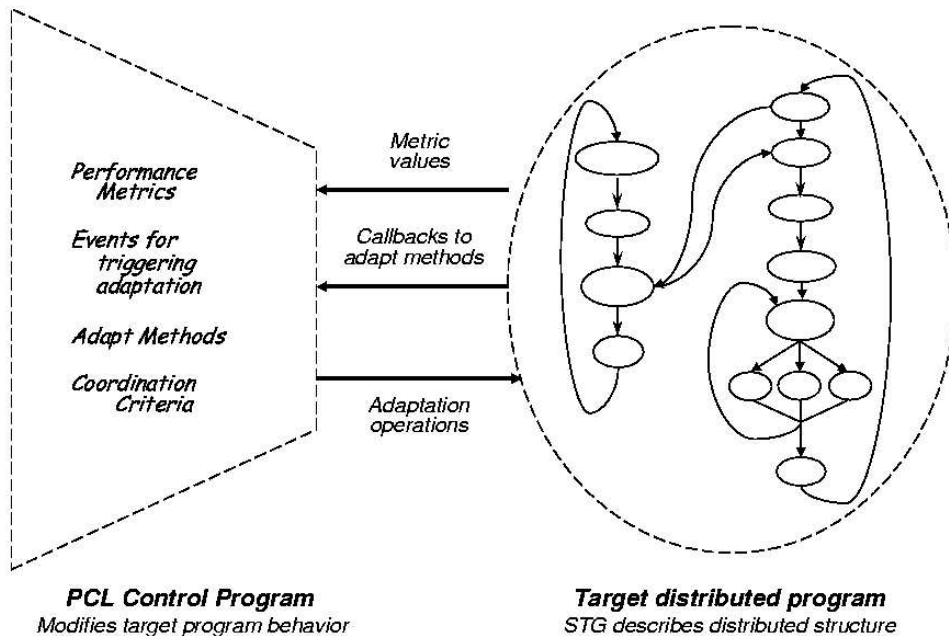 Performance
Metrics
Events for
triggering
adaptation
Adapt Methods
Coordination
Criteria
Metric
values
Callbacks to
adapt methods
Adaptation
operations
PCL Control Program
Modifies target program behavior
Target distributed program
STG describes distributed structure